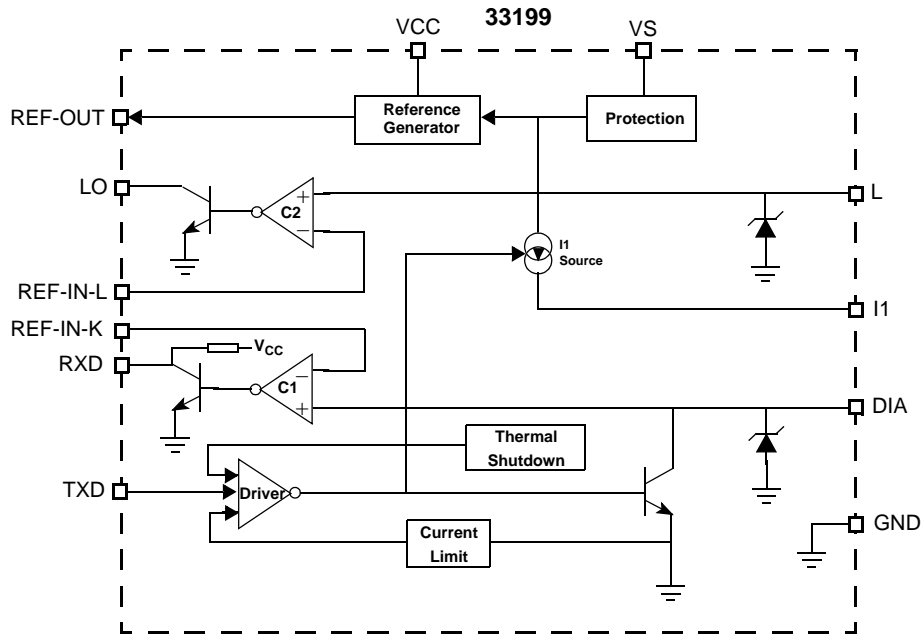 33199
VCC
VS
REF-OUT
Reference
Generator
Protection
LO
+
C2
−
L
I1
Source
REF-IN-L
I1
REF-IN-K
VCC
RXD
−
C1
+
DIA
Thermal
Shutdown
TXD
Driver
Current
Limit
GND